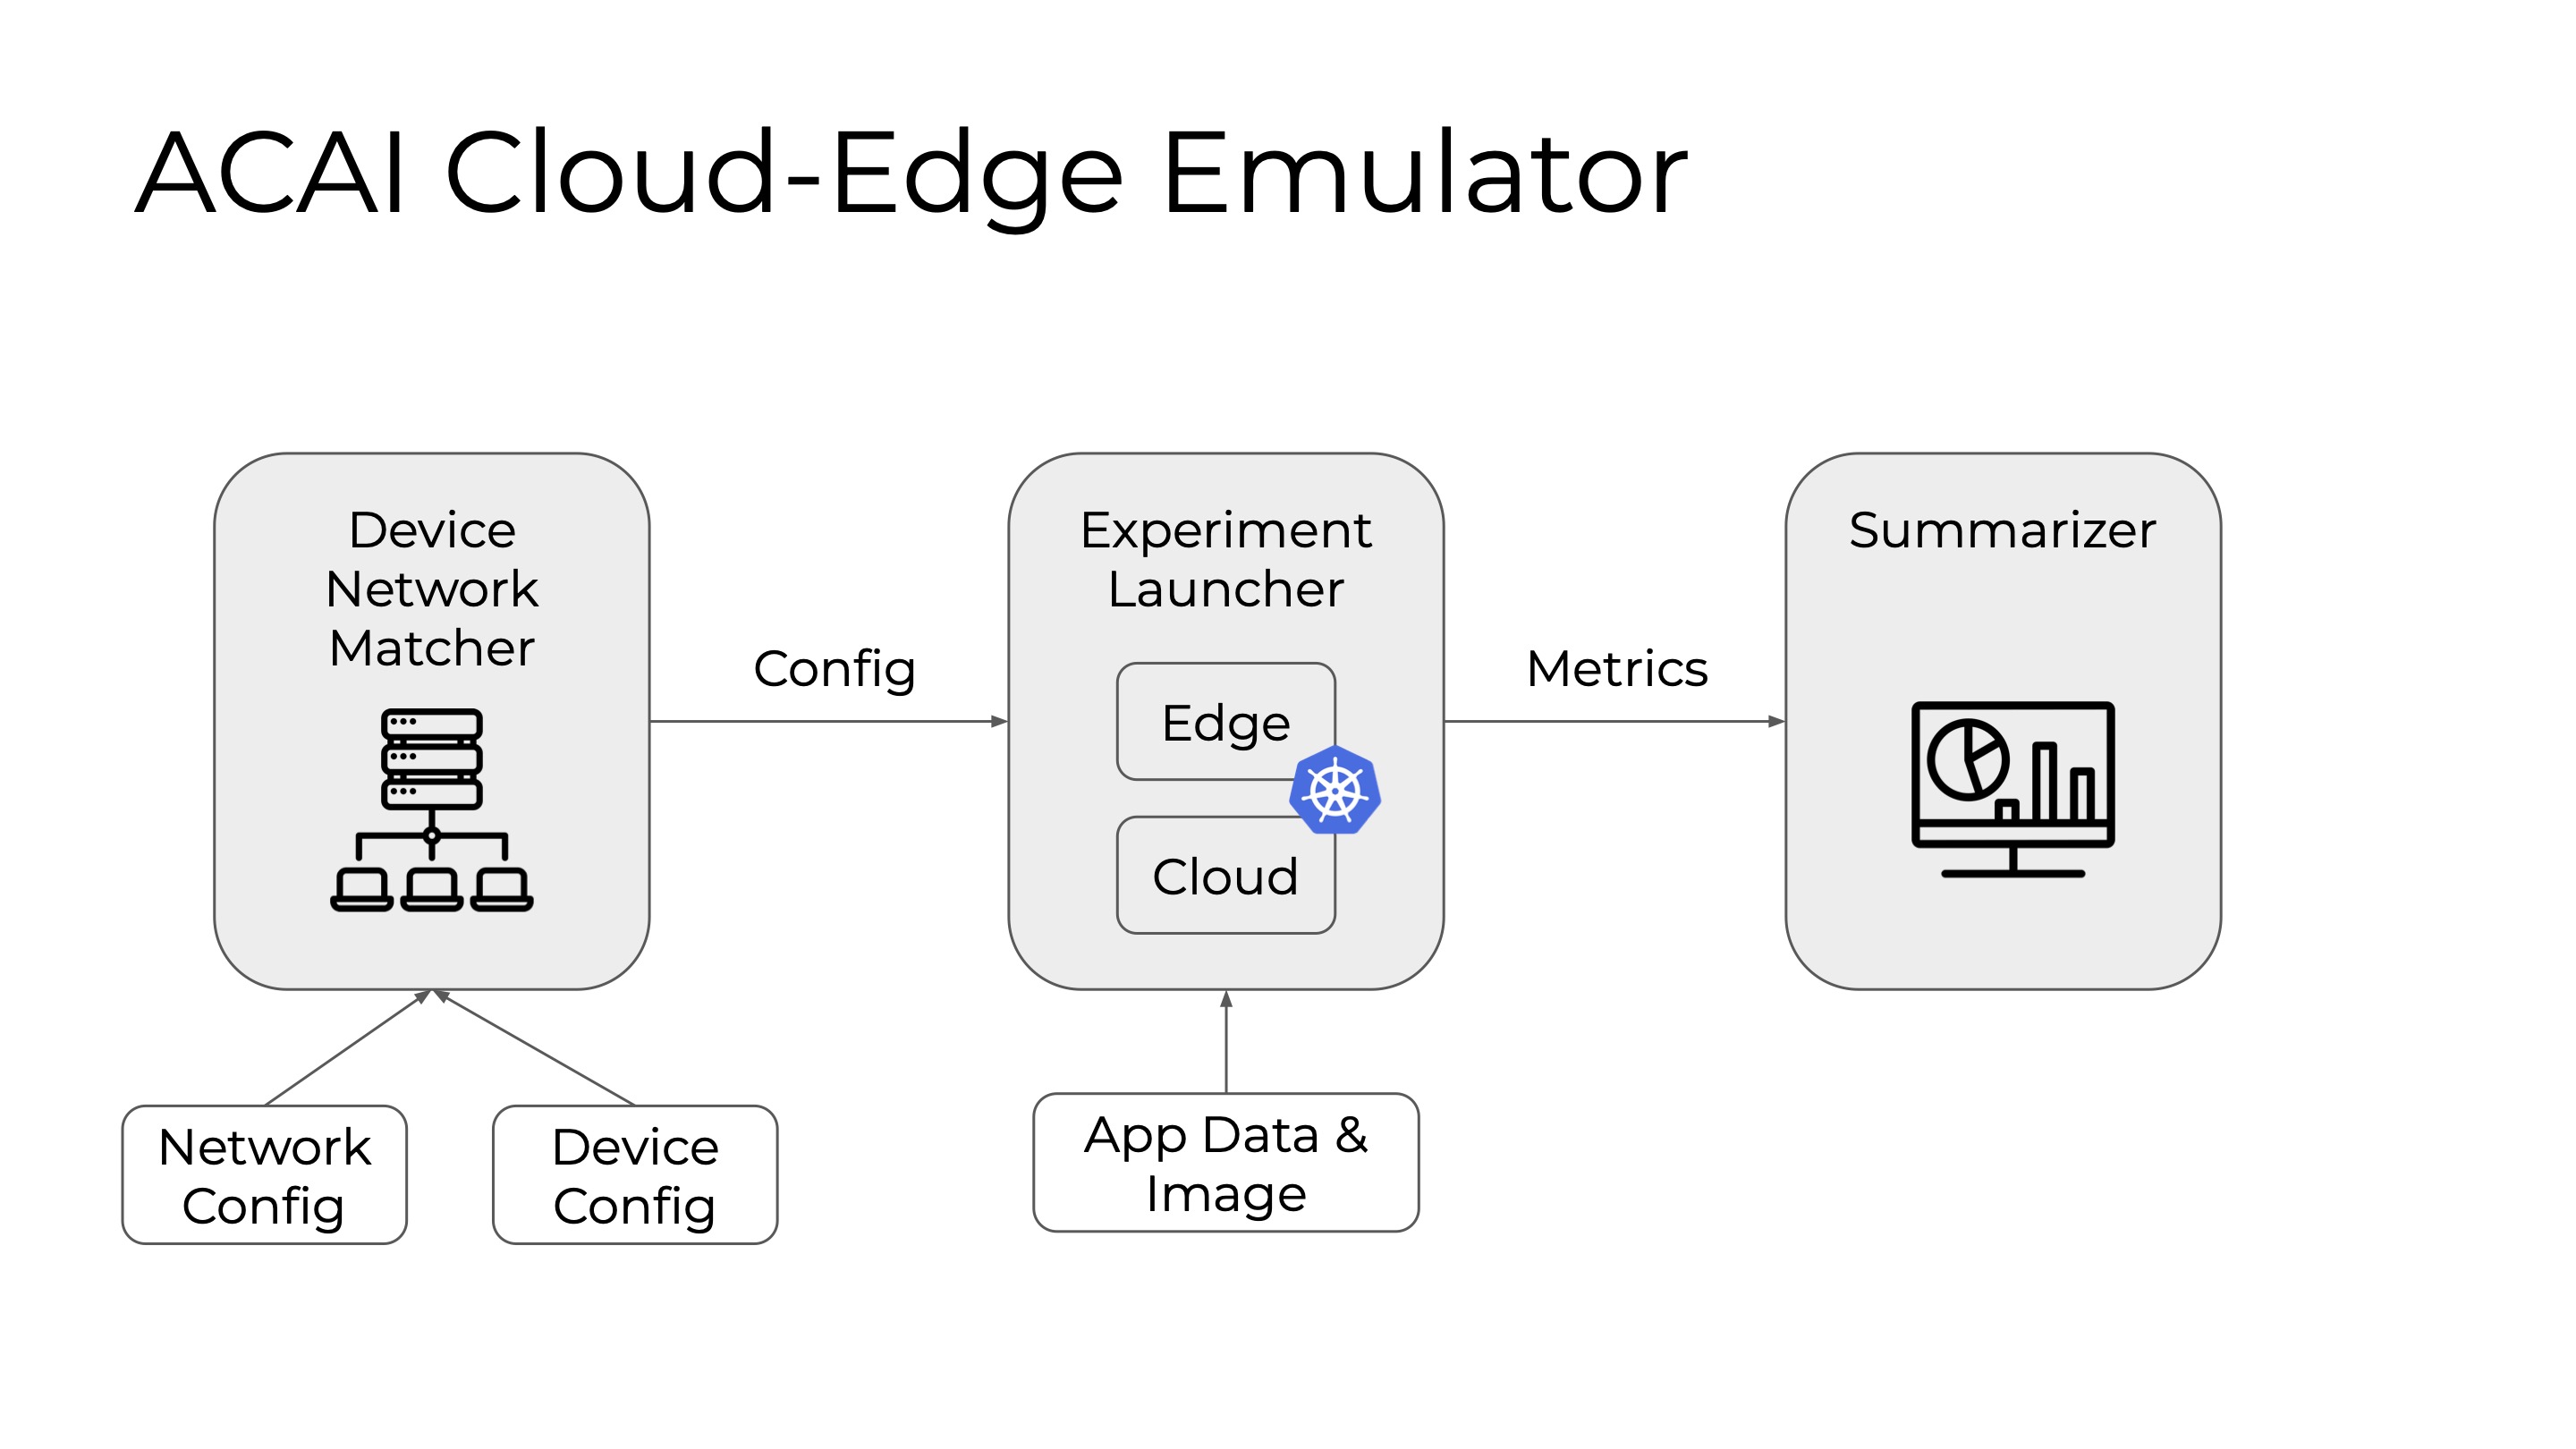 ACAI Cloud-Edge Emulator
Device
Network
Matcher
Config
Experiment
Launcher
Edge
Cloud
Metrics
Summarizer
Network
Config
Device
Config
App Data &
Image